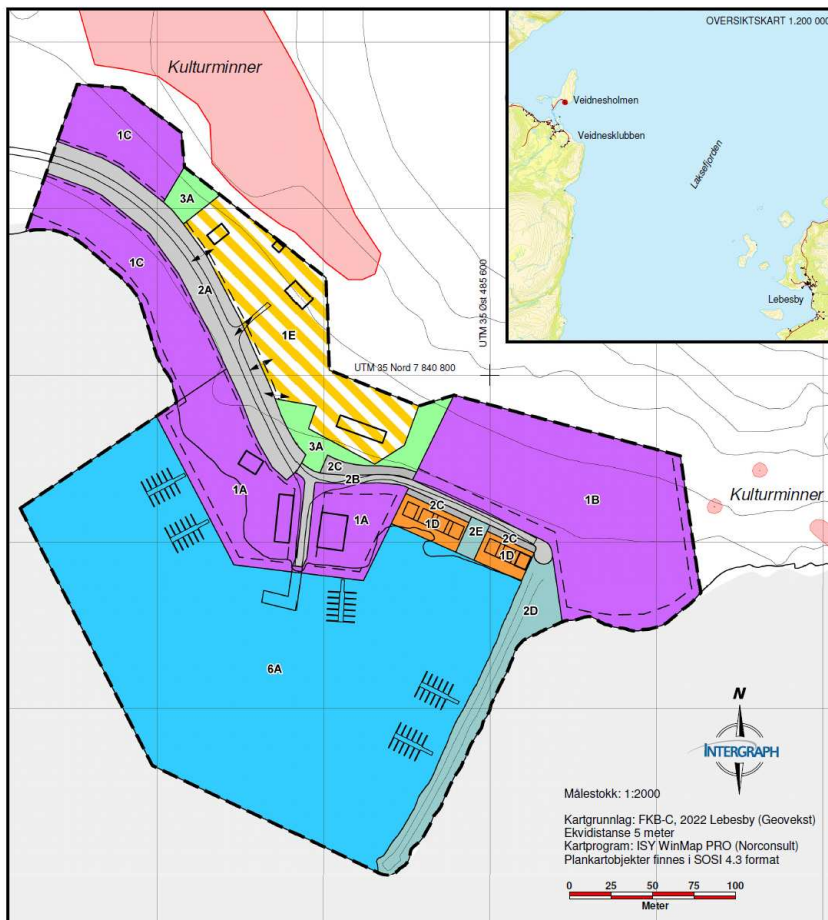 OVERSIKTSKART 1:200 000
Veidnesholmen
Veidnesklubben
Laksefjorden
Lebesby
Kulturminner
1C
3A
1C
2A
1E
UTM 35 Øst 485 600
UTM 35 Nord 7 840 800
3A
2C
2B
1A
1A
2C
1D
2E
2C
1D
1B
Kulturminner
2D
6A
N
INTERGRAPH
Målestokk: 1:2000
Kartgrunnlag: FKB-C, 2022 Lebesby (Geovekst)
Ekvidistanse 5 meter
Kartprogram: ISY WinMap PRO (Norconsult)
Plankartobjekter finnes i SOSI 4.3 format
0 25 50 75 100
Meter